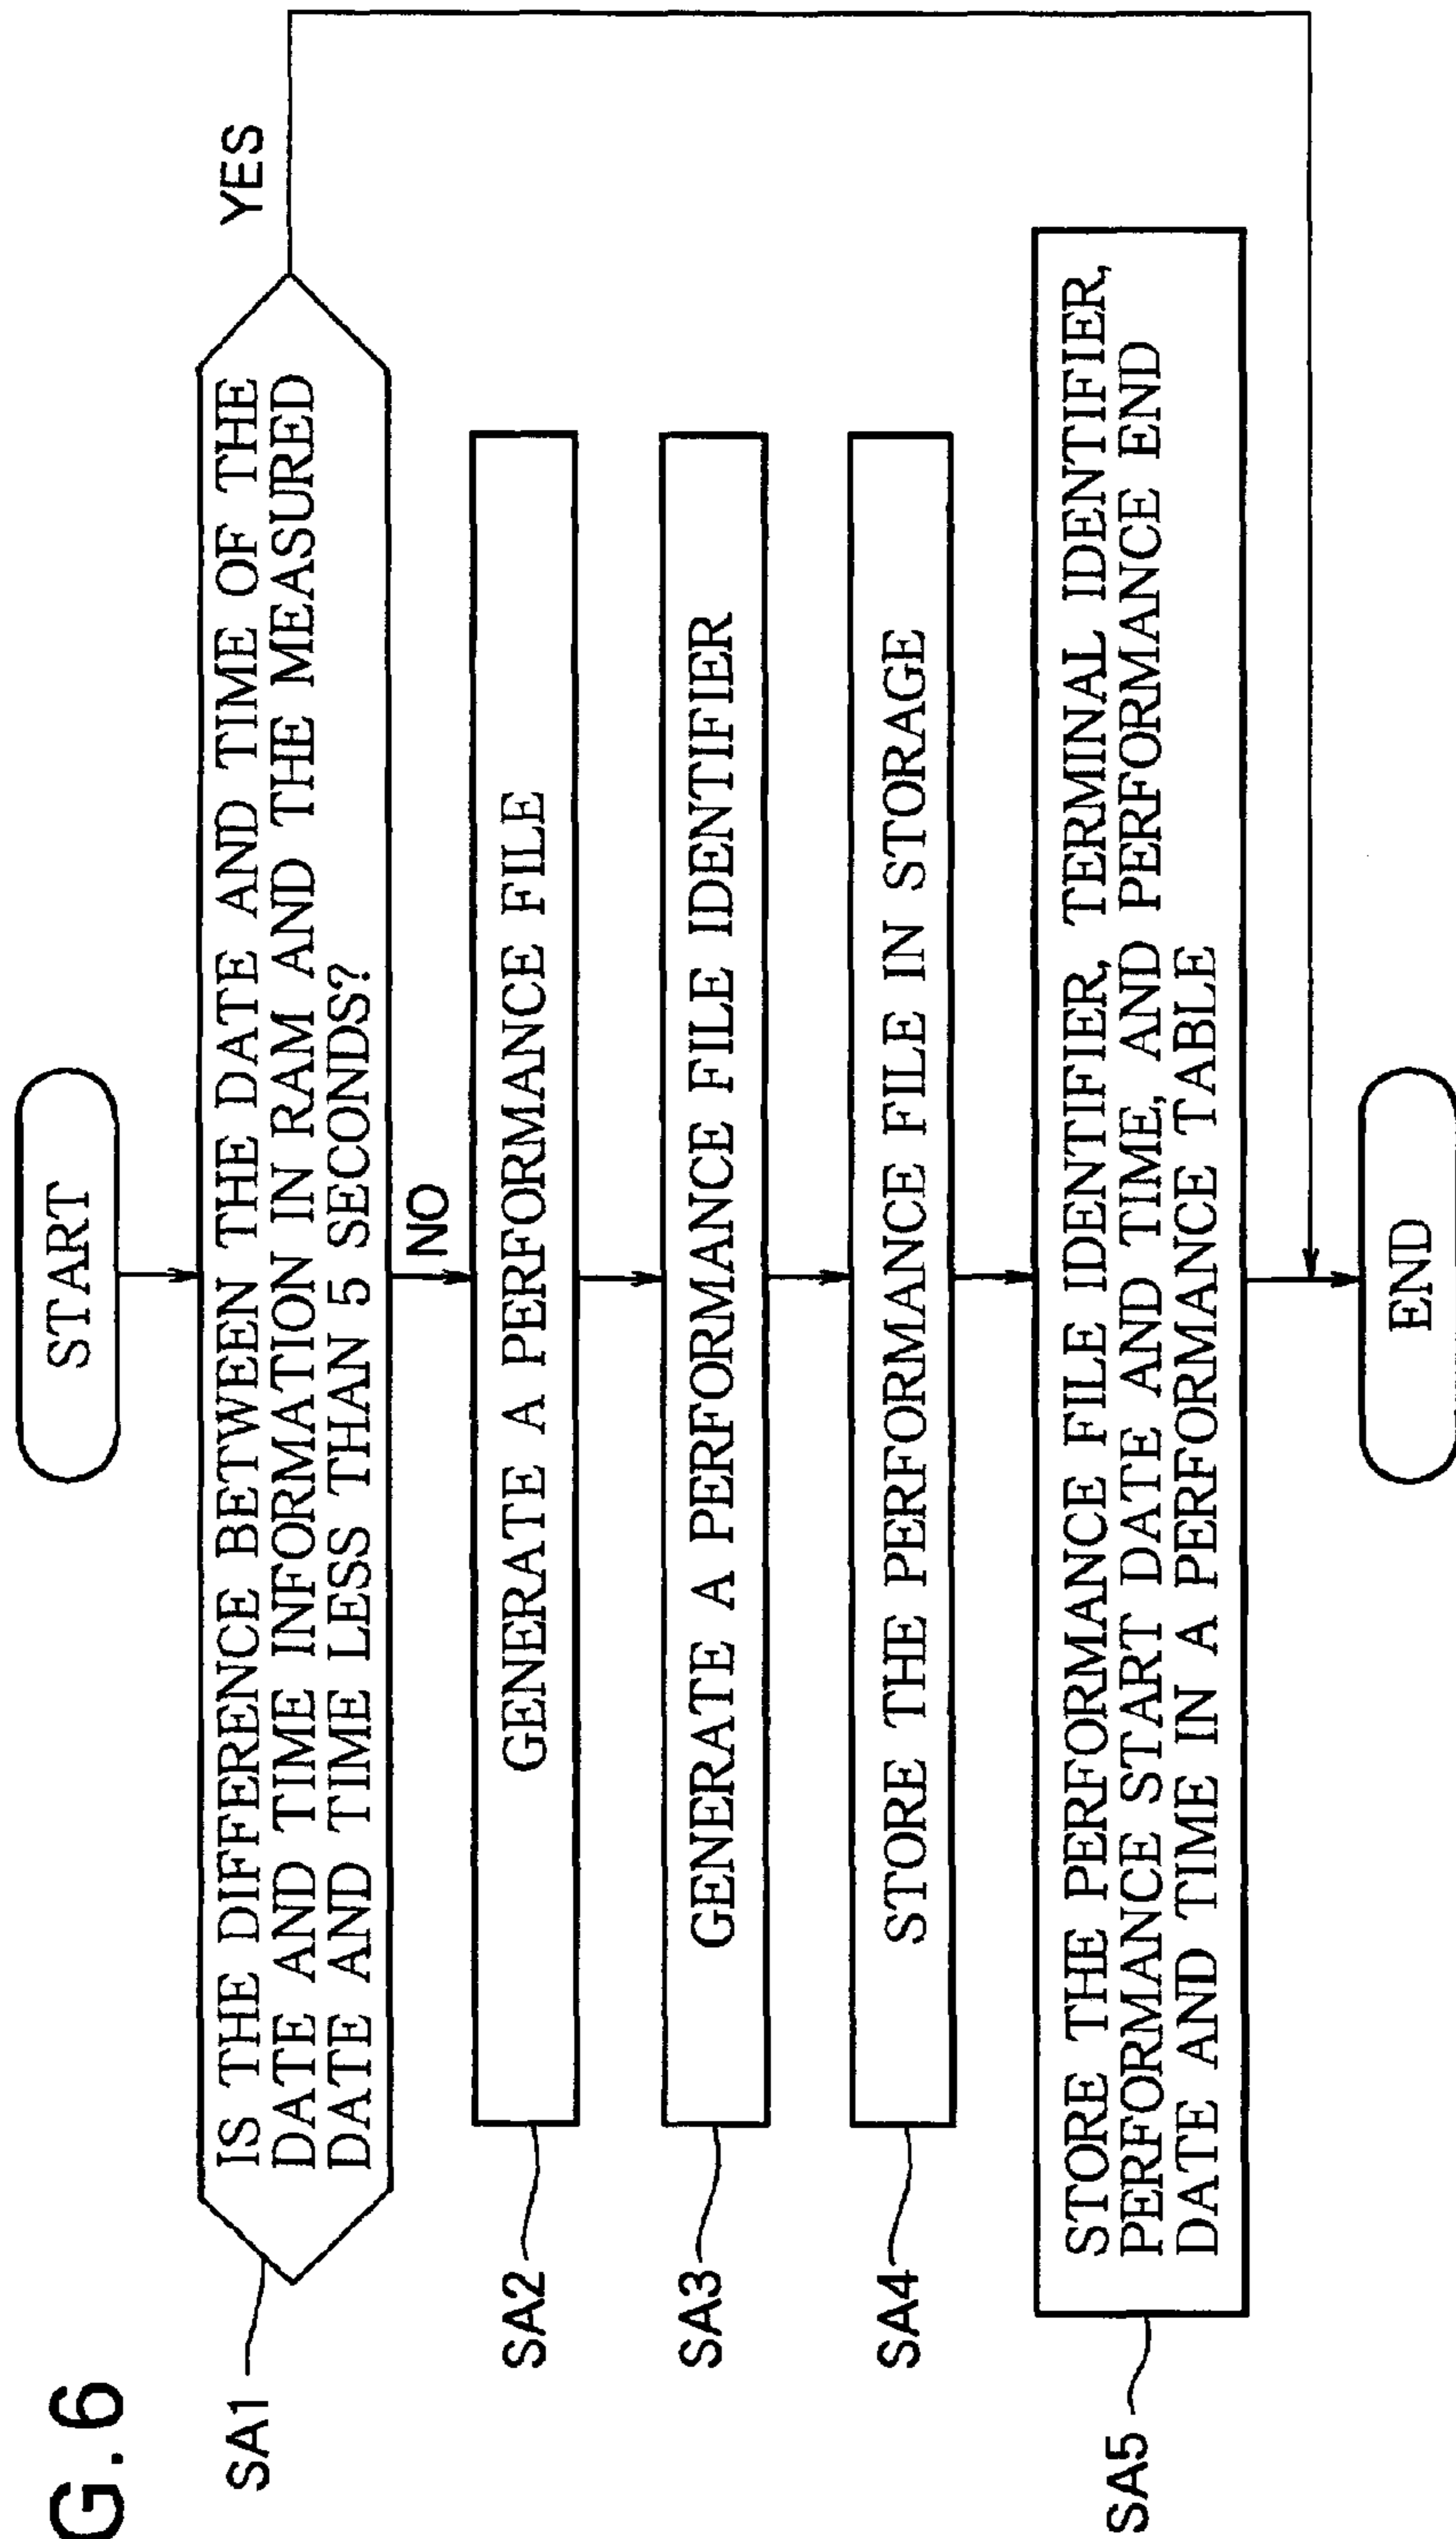 G.6
START
SA1
IS THE DIFFERENCE BETWEEN THE DATE AND TIME OF THE
DATE AND TIME INFORMATION IN RAM AND THE MEASURED
DATE AND TIME LESS THAN 5 SECONDS?
YES
NO
SA2
GENERATE A PERFORMANCE FILE
SA3
GENERATE A PERFORMANCE FILE IDENTIFIER
SA4
STORE THE PERFORMANCE FILE IN STORAGE
SA5
STORE THE PERFORMANCE FILE IDENTIFIER, TERMINAL IDENTIFIER,
PERFORMANCE START DATE AND TIME, AND PERFORMANCE END
DATE AND TIME IN A PERFORMANCE TABLE
END